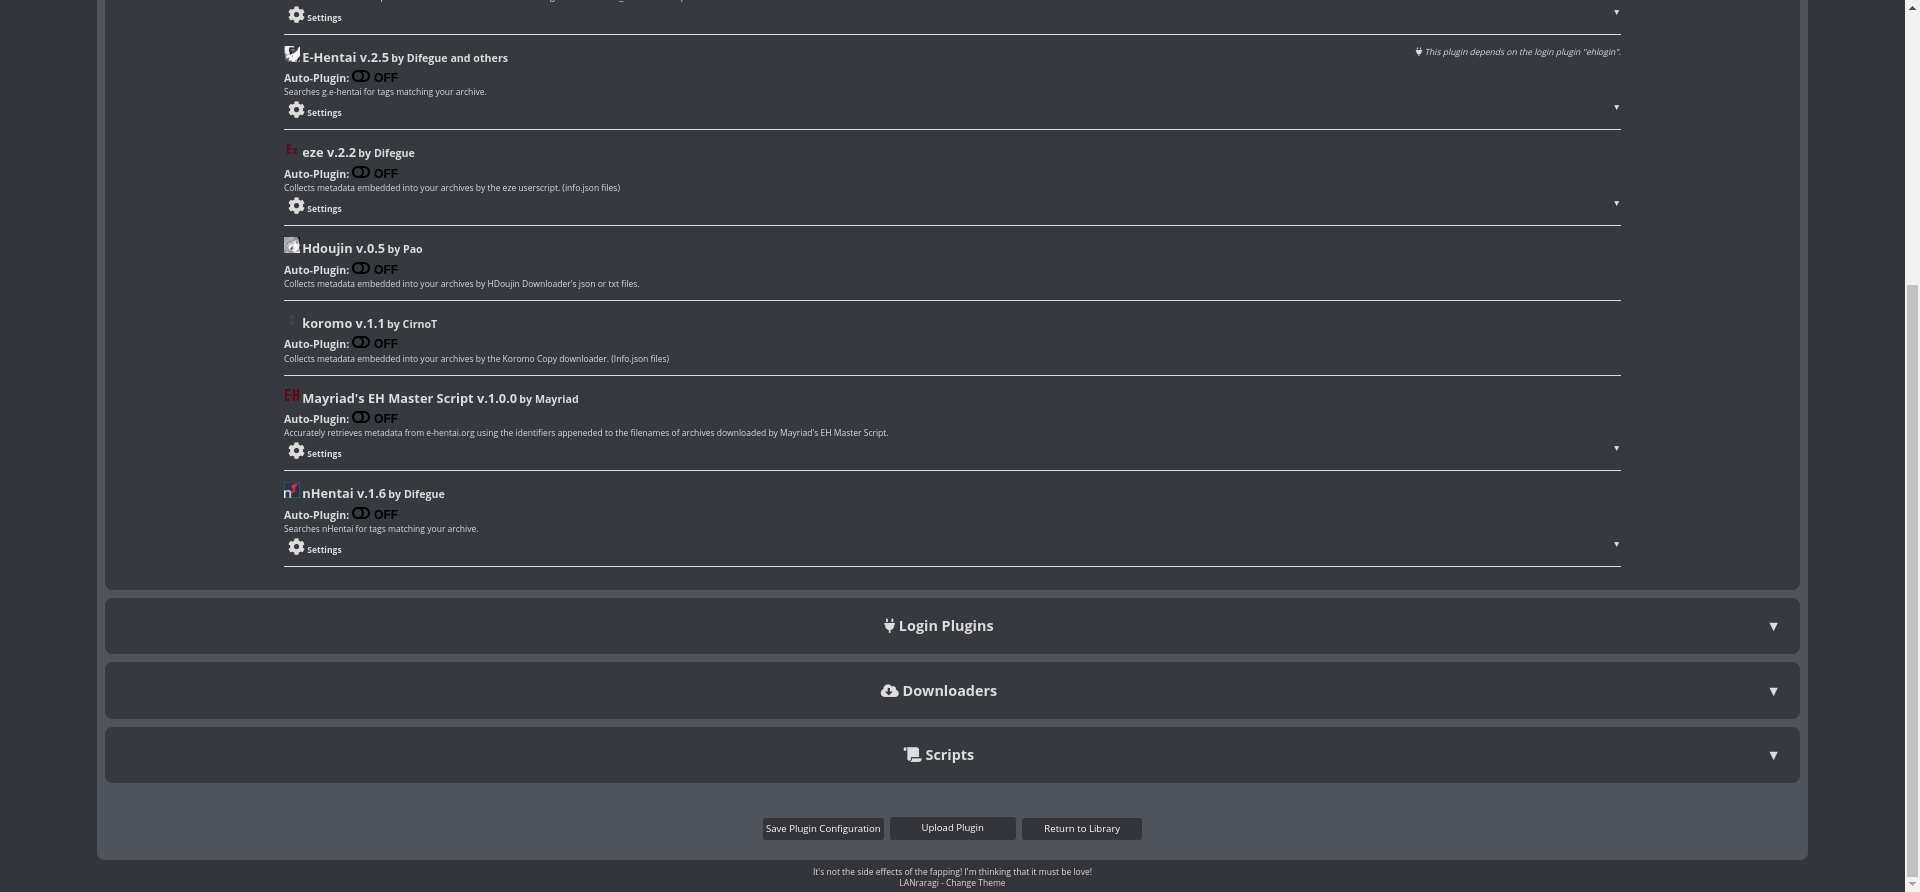 Settings
E-Hentai v.2.5 by Difegue and others
This plugin depends on the login plugin "ehlogin".
Auto-Plugin: OFF
Searches g.e-hentai for tags matching your archive.
Settings
eze v.2.2 by Difegue
Auto-Plugin: OFF
Collects metadata embedded into your archives by the eze userscript. (info.json files)
Settings
Hdoujin v.0.5 by Pao
Auto-Plugin: OFF
Collects metadata embedded into your archives by HDoujin Downloader's json or txt files.
koromo v.1.1 by CirnoT
Auto-Plugin: OFF
Collects metadata embedded into your archives by the Koromo Copy downloader. (Info.json files)
EH Mayriad's EH Master Script v.1.0.0 by Mayriad
Auto-Plugin: OFF
Accurately retrieves metadata from e-hentai.org using the identifiers appeneded to the filenames of archives downloaded by Mayriad's EH Master Script.
Settings
nHentai v.1.6 by Difegue
Auto-Plugin: OFF
Searches nHentai for tags matching your archive.
Settings
Login Plugins
Downloaders
Scripts
Save Plugin Configuration
Upload Plugin
Return to Library
It's not the side effects of the fapping! I'm thinking that it must be love!
LANraragi - Change Theme